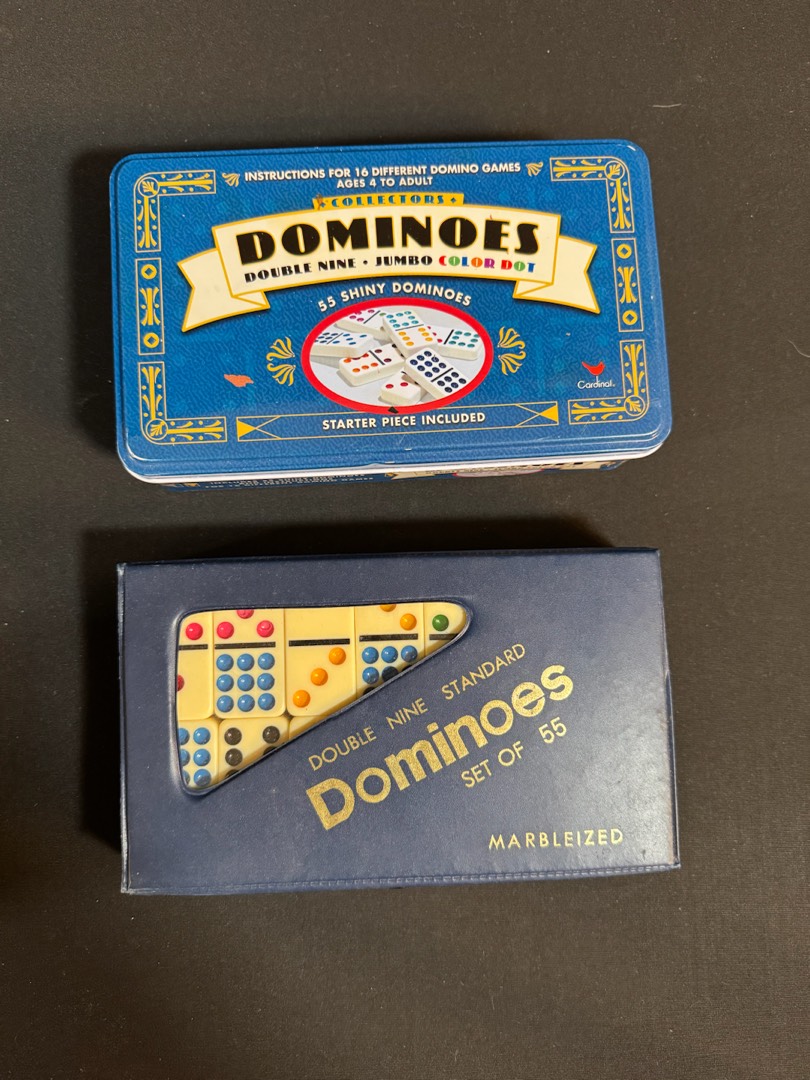 INSTRUCTIONS FOR 16 DIFFERENT DOMINO GAMES
AGES 4 TO ADULT
COLLECTORS
DOMINOES
DOUBLE NINE • JUMBO COLOR DOT
55 SHINY DOMINOES
Cardinal
STARTER PIECE INCLUDED
DOUBLE NINE STANDARD
Dominoes
SET OF 55
MARBLEIZED